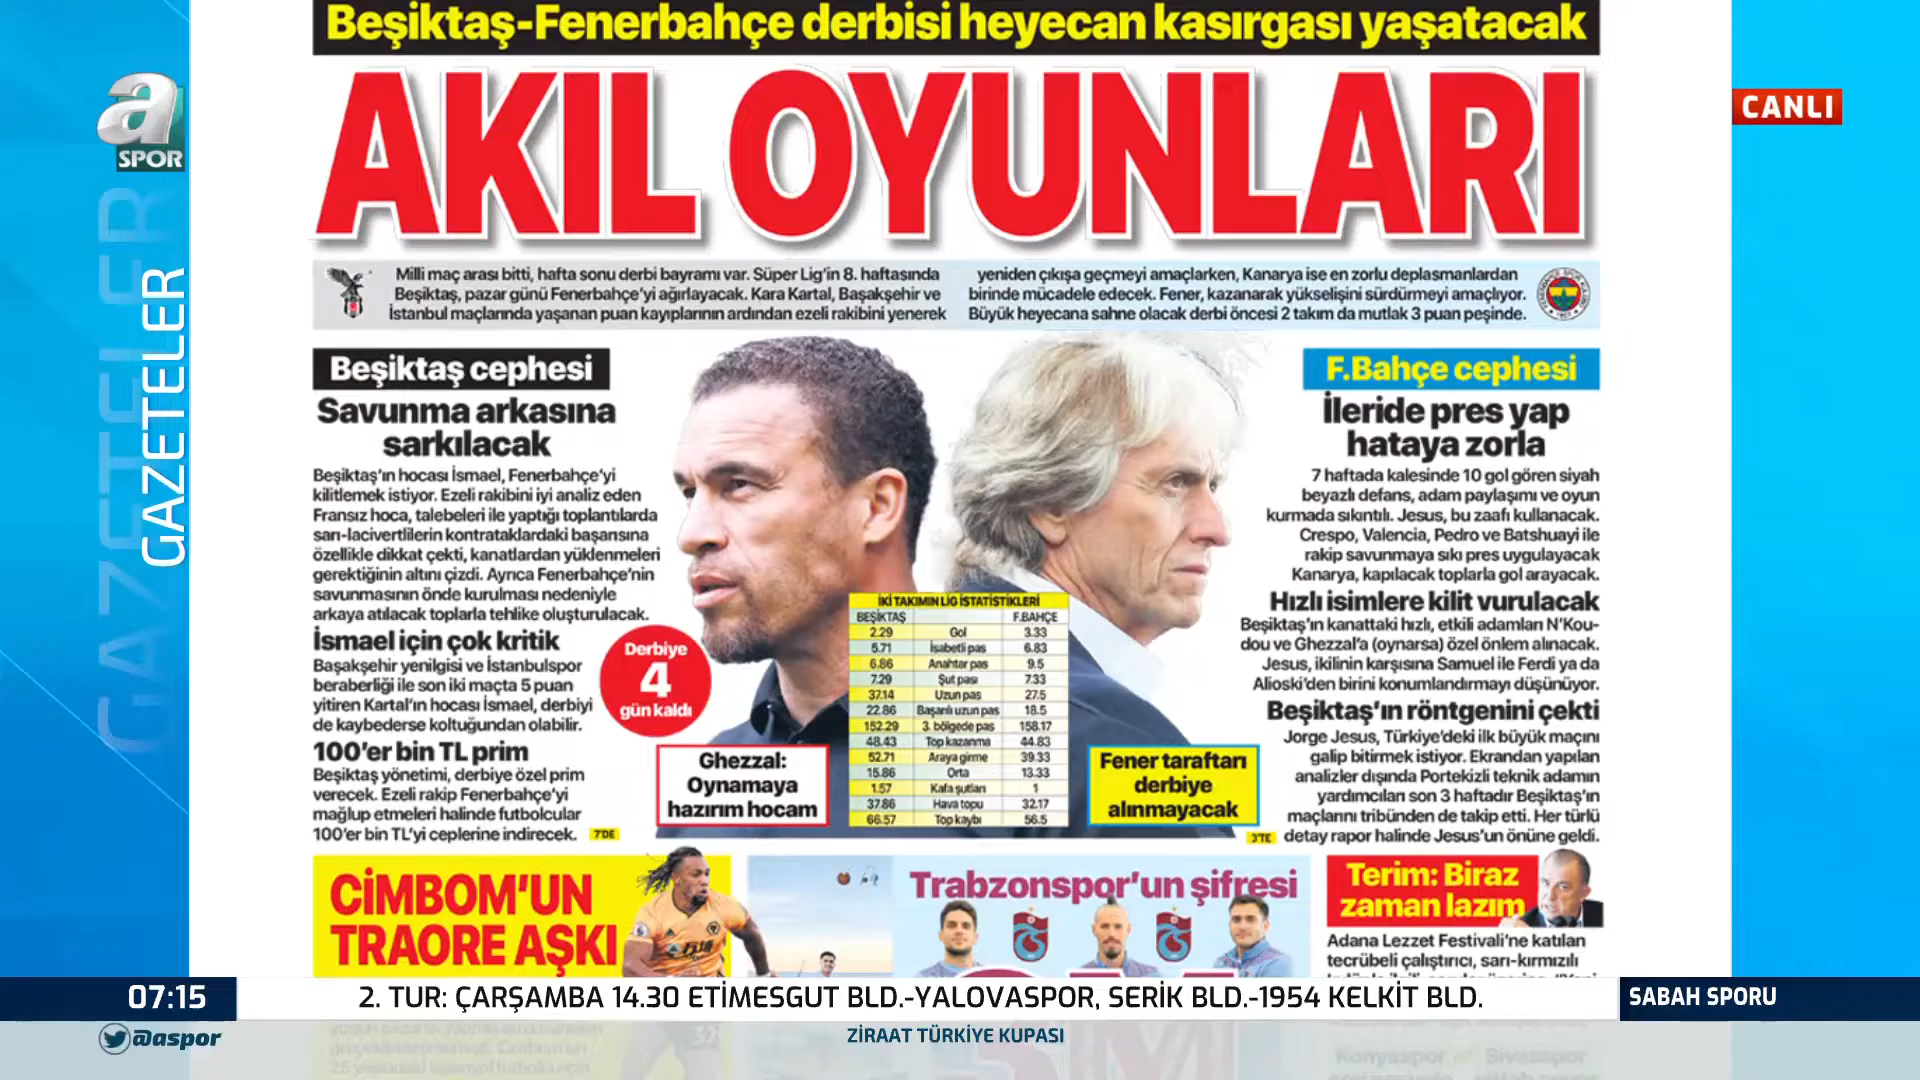 Beşiktaş-Fenerbahçe derbisi heyecan kasırgası yaşatacak
AKIL OYUNLARI
Milli maç arası bitti, hafta sonu derbi bayramı var. Süper Lig'in 8. haftasında
Beşiktaş, pazar günü Fenerbahçe'yi ağırlayacak. Kara Kartal, Başakşehir ve
İstanbul maçlarında yaşanan puan kayıplarının ardından ezeli rakibini yenerek
yeniden çıkışa geçmeyi amaçlarken, Kanarya ise en zorlu deplasmanlardan
birinde mücadele edecek. Fener, kazanarak yükselişini sürdürmeyi amaçlıyor.
Büyük heyecana sahne olacak derbi öncesi 2 takım da mutlak 3 puan peşinde.
Beşiktaş cephesi
Savunma arkasına
sarkılacak
Beşiktaş'ın hocası İsmael, Fenerbahçe'yi
kilitlemek istiyor. Ezeli rakibini iyi analiz eden
Fransız hoca, talebeleri ile yaptığı toplantılarda
sarı-lacivertlilerin kontrataklardaki başarısına
özellikle dikkat çekti, kanatlardan yüklenmeleri
gerektiğinin altını çizdi. Ayrıca Fenerbahçe'nin
savunmasının önde kurulması nedeniyle
arkaya atılacak toplarla tehlike oluşturulacak.
İsmael için çok kritik
Başakşehir yenilgisi ve İstanbulspor
beraberliği ile son iki maçta 5 puan
yitiren Kartal'ın hocası İsmael, derbiyi
de kaybederse koltuğundan olabilir.
100'er bin TL prim
Beşiktaş yönetimi, derbiye özel prim
verecek. Ezeli rakip Fenerbahçe'yi
mağlup etmeleri halinde futbolcular
100'er bin TL'yi ceplerine indirecek. 7'DE
Derbiye
4
gün kaldı
Ghezzal:
Oynamaya
hazırım hocam
İKİ TAKIMIN LİG İSTATİSTİKLERİ
BEŞİKTAŞ F.BAHÇE
2.29 Gol 3.33
5.71 İsabetli pas 6.83
6.86 Anahtar pas 9.5
7.29 Şut pası 7.33
37.14 Uzun pas 27.5
22.86 Başarılı uzun pas 18.5
152.29 3. bölgede pas 158.17
48.43 Top kazanma 44.83
52.71 Araya girme 39.33
15.86 Orta 13.33
1.57 Kafa şutları 1
37.86 Hava topu 32.17
66.57 Top kaybı 56.5
Fener taraftarı
derbiye
alınmayacak
F.Bahçe cephesi
İleride pres yap
hataya zorla
7 haftada kalesinde 10 gol gören siyah
beyazlı defans, adam paylaşımı ve oyun
kurmada sıkıntılı. Jesus, bu zaafı kullanacak.
Crespo, Valencia, Pedro ve Batshuayi ile
rakip savunmaya sıkı pres uygulayacak
Kanarya, kapılacak toplarla gol arayacak.
Hızlı isimlere kilit vurulacak
Beşiktaş'ın kanattaki hızlı, etkili adamları N'Kou-
dou ve Ghezzal'a (oynarsa) özel önlem alınacak.
Jesus, ikilinin karşısına Samuel ile Ferdi ya da
Alioski'den birini konumlandırmayı düşünüyor.
Beşiktaş'ın röntgenini çekti
Jorge Jesus, Türkiye'deki ilk büyük maçını
galip bitirmek istiyor. Ekrandan yapılan
analizler dışında Portekizli teknik adamın
yardımcıları son 3 haftadır Beşiktaş'ın
maçlarını tribünden de takip etti. Her türlü
3'TE detay rapor halinde Jesus'un önüne geldi.
CİMBOM'UN
TRAORE AŞKI
Trabzonspor'un şifresi
Terim: Biraz
zaman lazım
Adana Lezzet Festivali'ne katılan
tecrübeli çalıştırıcı, sarı-kırmızılı
a
SPOR
GAZETELER
GAZETELER
CANLI
07:15
2. TUR: ÇARŞAMBA 14.30 ETİMESGUT BLD.-YALOVASPOR, SERİK BLD.-1954 KELKİT BLD.
SABAH SPORU
@aspor
ZİRAAT TÜRKİYE KUPASI